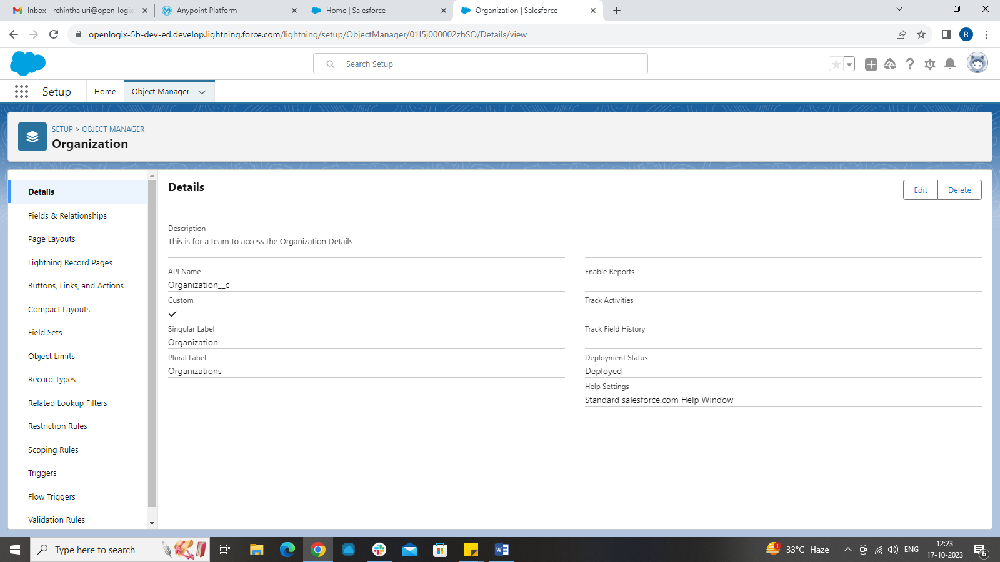 Inbox - rchinthaluri@open-logix
Anypoint Platform
Home | Salesforce
Organization | Salesforce
openlogix-5b-dev-ed.develop.lightning.force.com/lightning/setup/ObjectManager/01I5j000002zbSO/Details/view
R
Search Setup
Setup
Home
Object Manager
SETUP > OBJECT MANAGER
Organization
Details
Fields & Relationships
Page Layouts
Lightning Record Pages
Buttons, Links, and Actions
Compact Layouts
Field Sets
Object Limits
Record Types
Related Lookup Filters
Restriction Rules
Scoping Rules
Triggers
Flow Triggers
Validation Rules
Details
Edit
Delete
Description
This is for a team to access the Organization Details
API Name
Organization__c
Custom
Singular Label
Organization
Plural Label
Organizations
Enable Reports
Track Activities
Track Field History
Deployment Status
Deployed
Help Settings
Standard salesforce.com Help Window
Type here to search
1
33°C Haze
ENG
12:23
17-10-2023
6